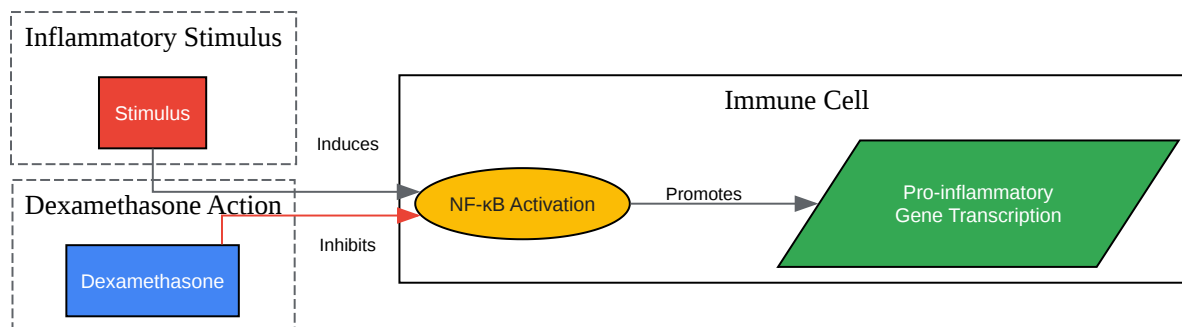 Inflammatory Stimulus
Stimulus
Induces
Immune Cell
Dexamethasone Action
NF-κB Activation
Promotes
Pro-inflammatory
Gene Transcription
Inhibits
Dexamethasone